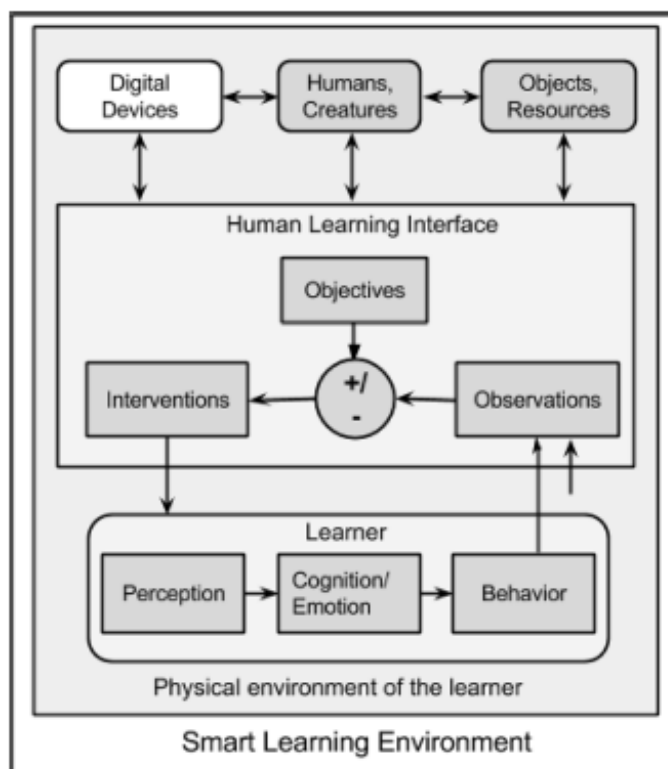 Digital
Devices
Humans,
Creatures
Objects,
Resources
Human Learning Interface
Objectives
Interventions
+/
-
Observations
Learner
Perception
Cognition/
Emotion
Behavior
Physical environment of the learner
Smart Learning Environment